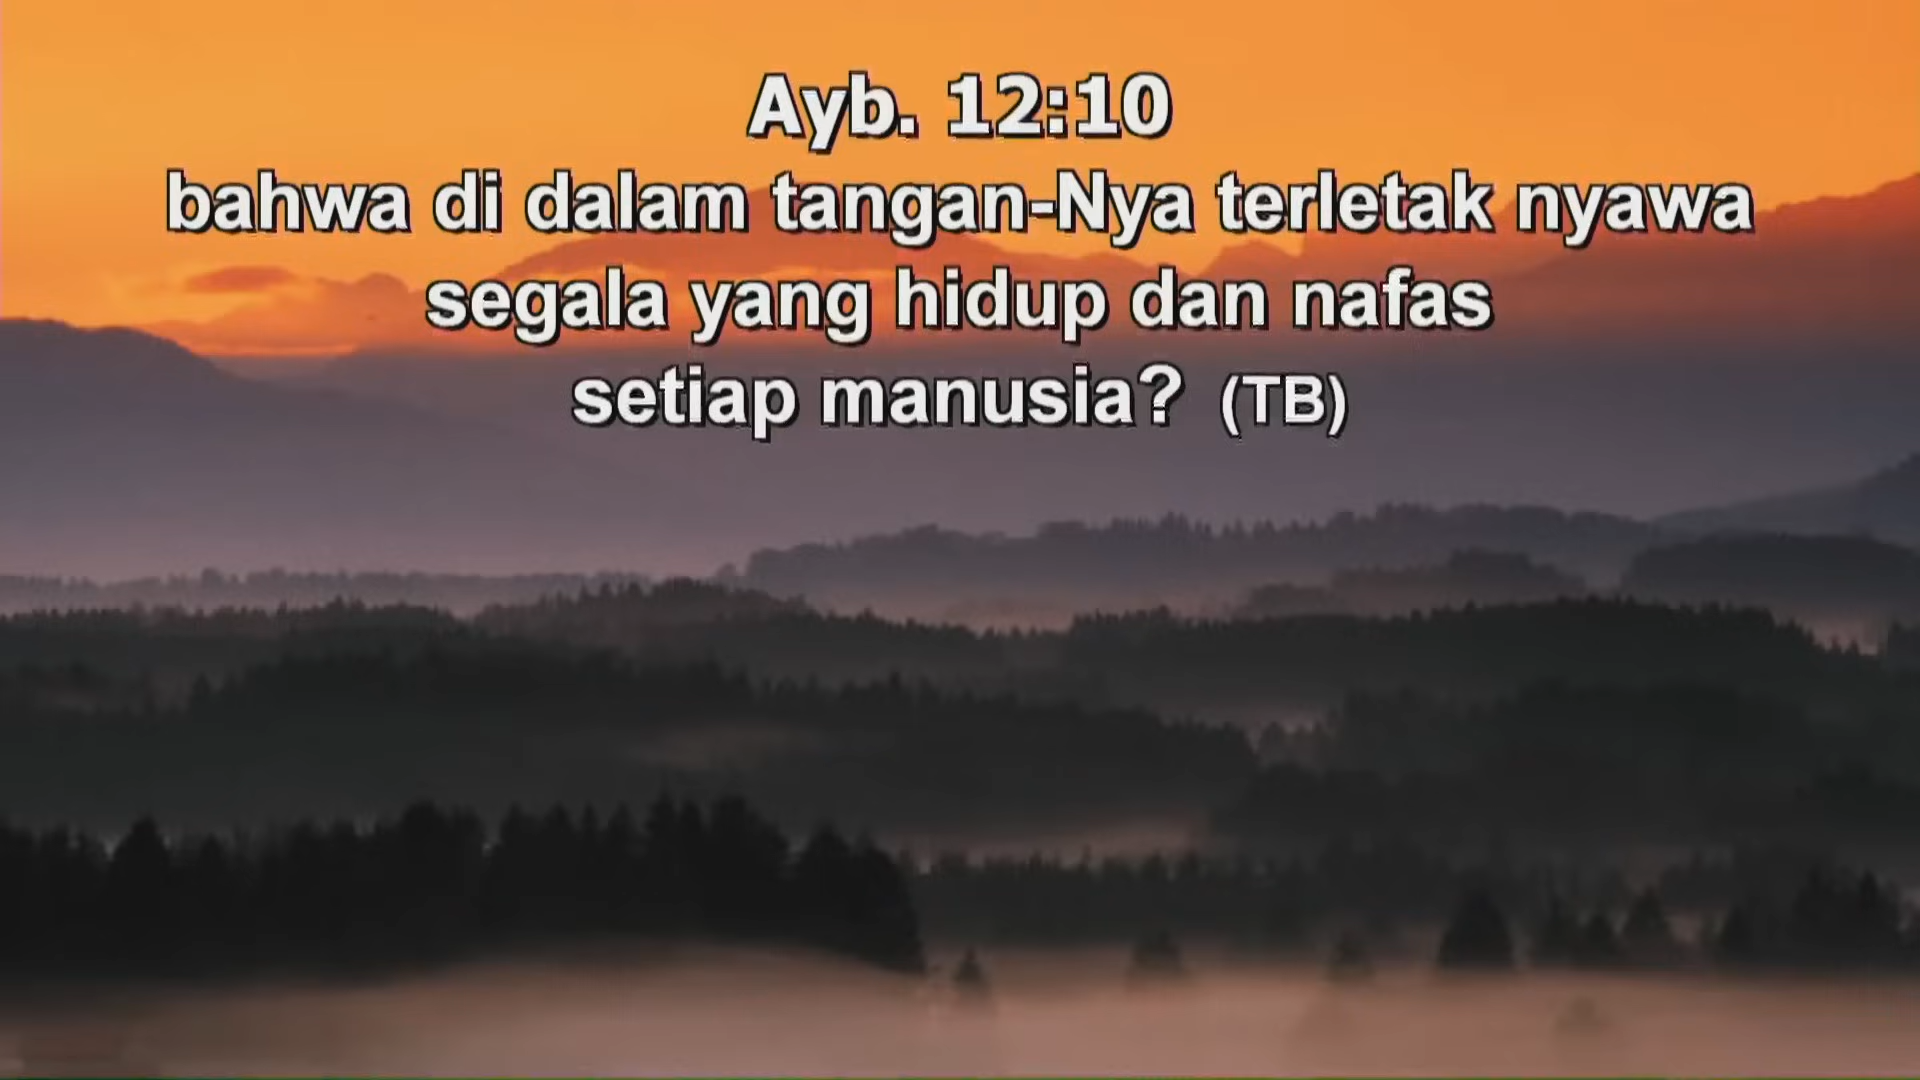 Ayb. 12:10
bahwa di dalam tangan-Nya terletak nyawa
segala yang hidup dan nafas
setiap manusia? (TB)